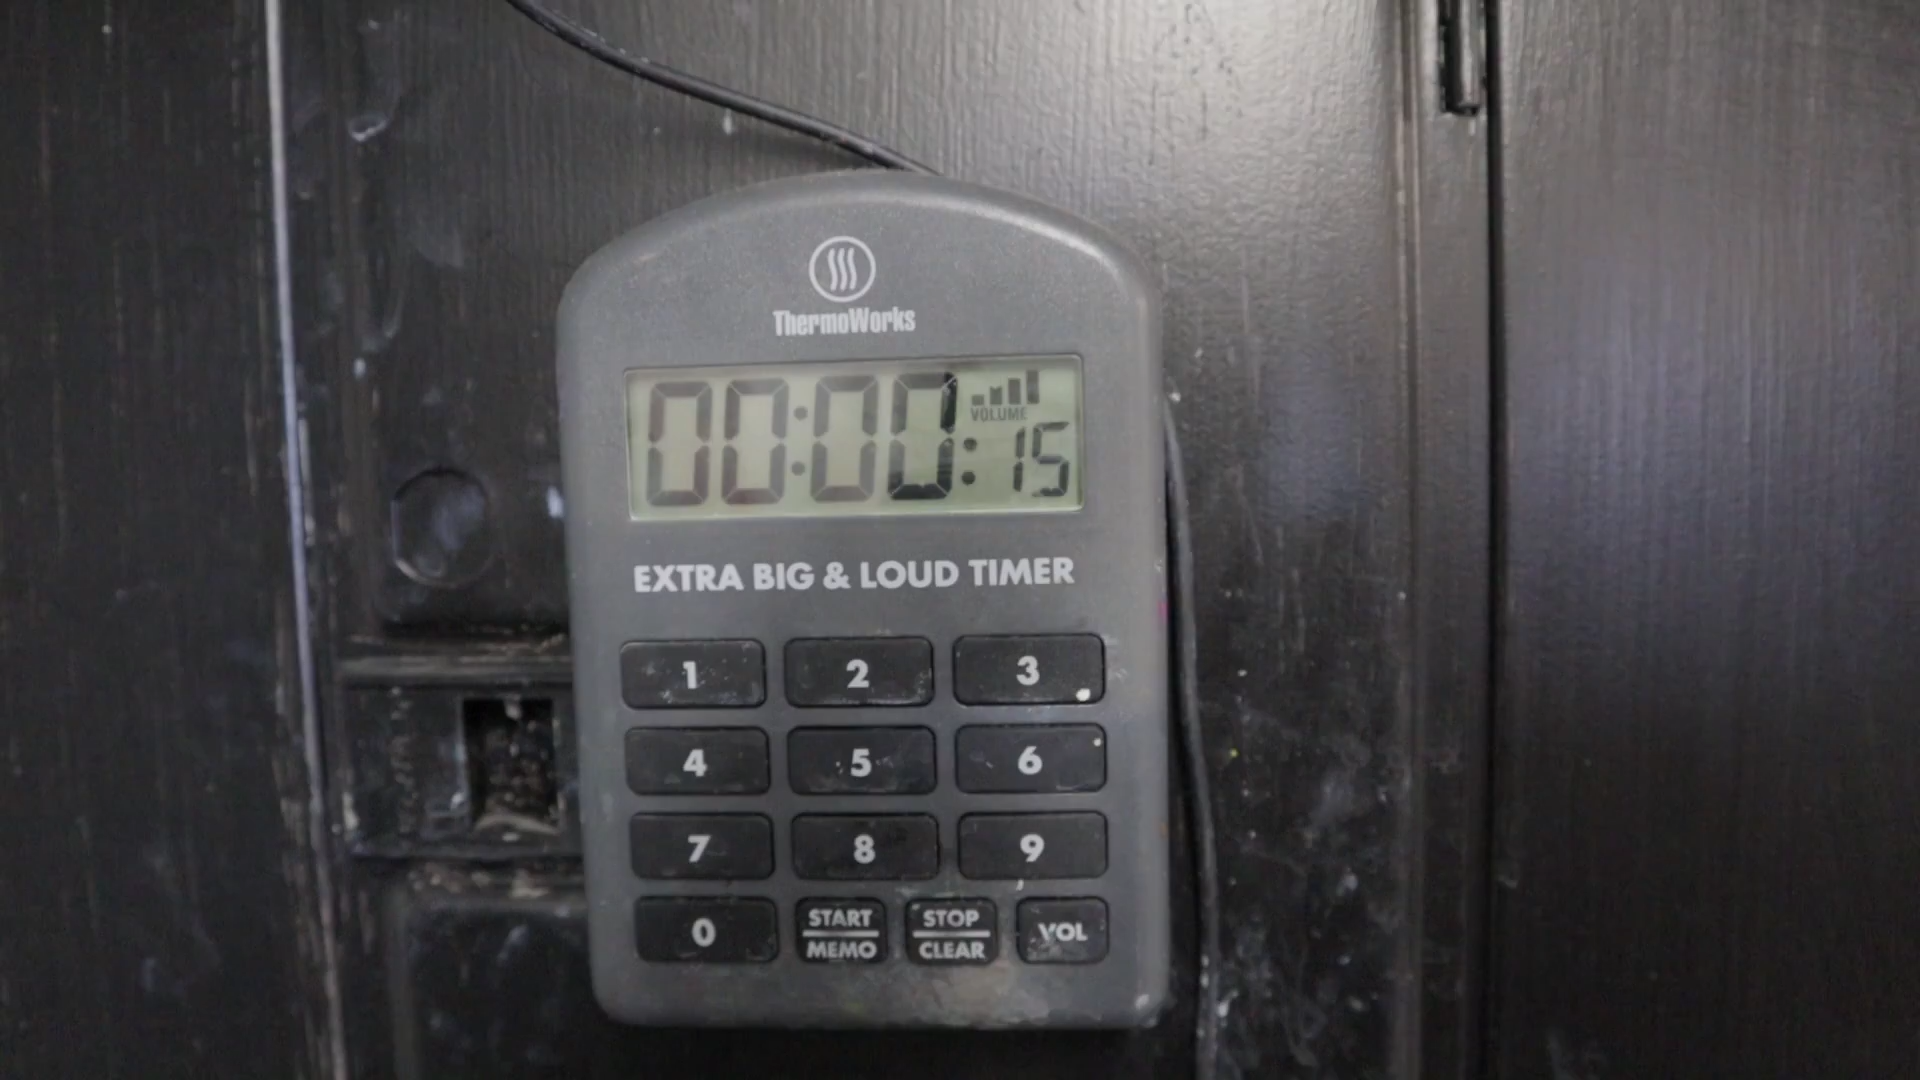 ThermoWorks
00:00:15
VOLUME
EXTRA BIG & LOUD TIMER
1 2 3
4 5 6
7 8 9
0 START MEMO STOP CLEAR VOL